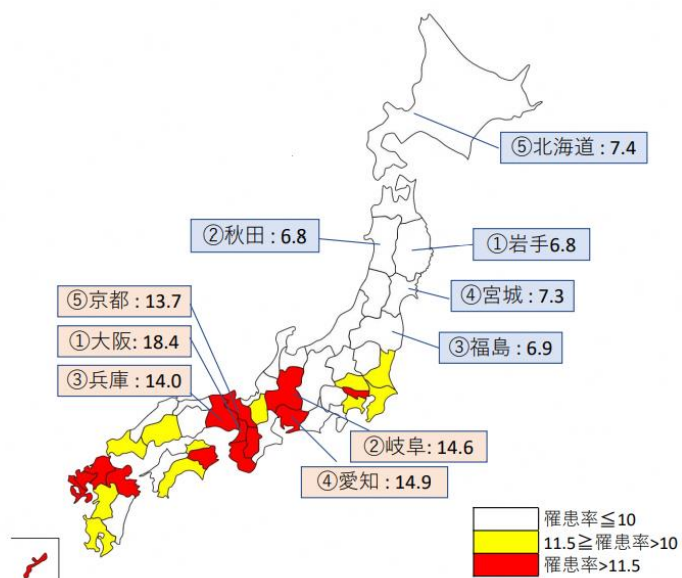 ⑤北海道 : 7.4
②秋田 : 6.8
①岩手6.8
④宮城 : 7.3
⑤京都 : 13.7
①大阪: 18.4
③福島 : 6.9
③兵庫 : 14.0
②岐阜: 14.6
④愛知 : 14.9
罹患率≦10
11.5≧罹患率>10
罹患率>11.5